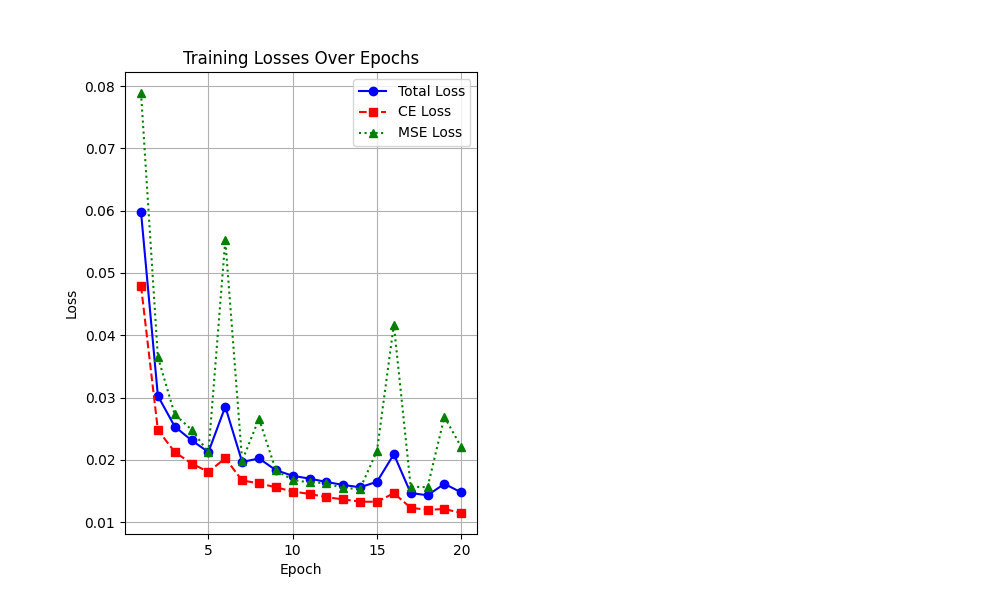 Training Losses Over Epochs
Total Loss
CE Loss
MSE Loss
0.08
0.07
0.06
0.05
0.04
0.03
0.02
0.01
Loss
5
10
15
20
Epoch